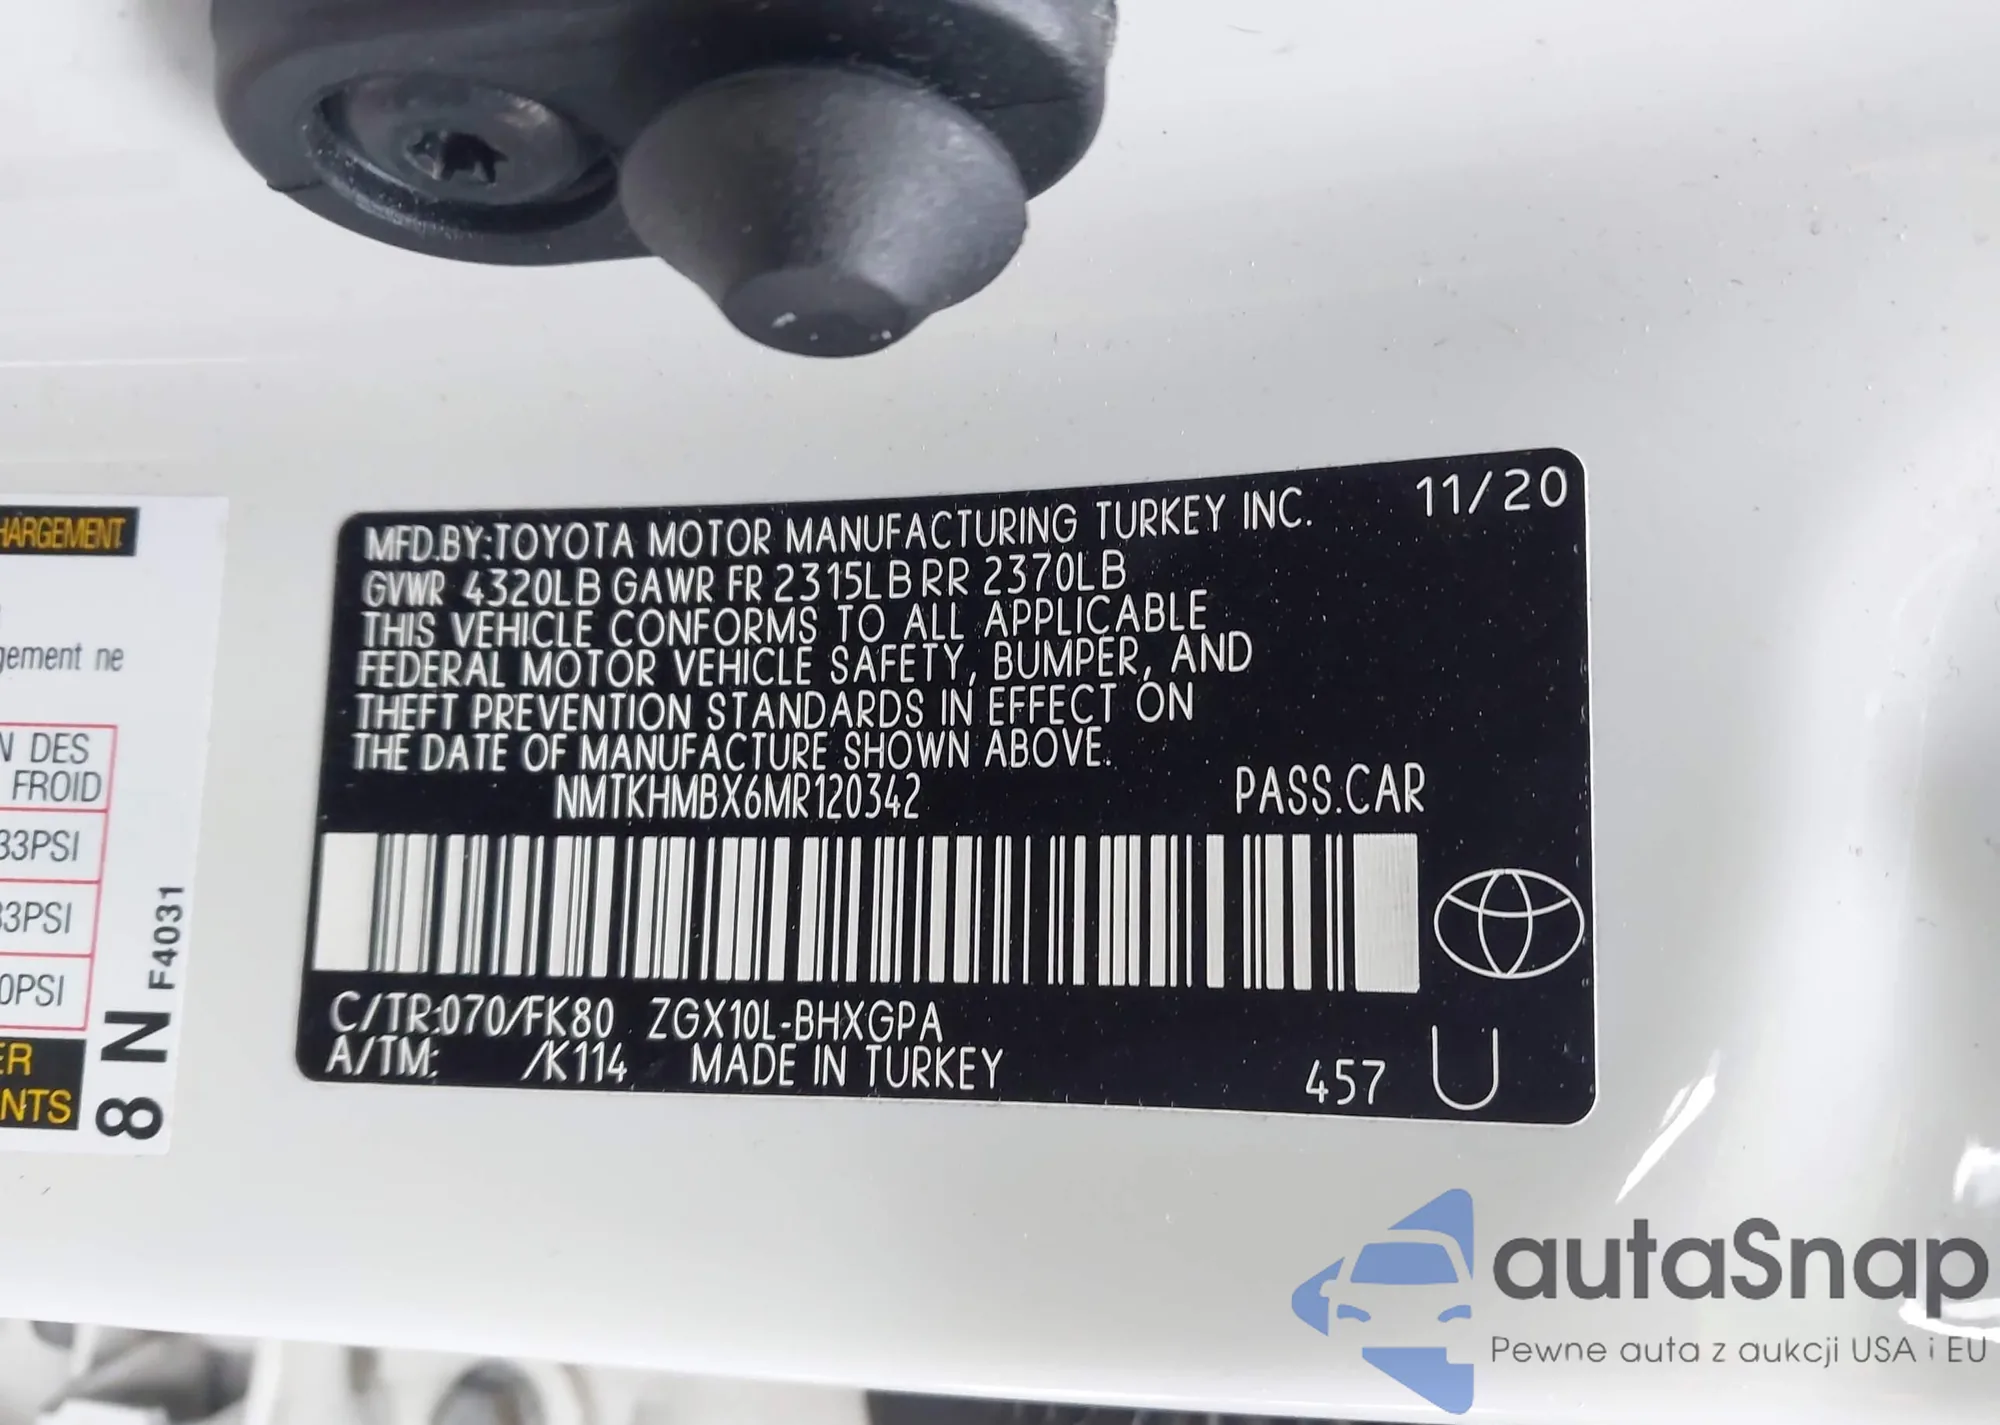 HARGEMENT
gement ne
N DES
FROID
33PSI
33PSI
0PSI
ER
NTS
8 N F4031
MFD.BY:TOYOTA MOTOR MANUFACTURING TURKEY INC. 11/20
GVWR 4320LB GAWR FR 2315LB RR 2370LB
THIS VEHICLE CONFORMS TO ALL APPLICABLE
FEDERAL MOTOR VEHICLE SAFETY, BUMPER, AND
THEFT PREVENTION STANDARDS IN EFFECT ON
THE DATE OF MANUFACTURE SHOWN ABOVE.
NMTKHMBX6MR120342 PASS.CAR
C/TR:070/FK80 ZGX10L-BHXGPA
A/TM: /K114 MADE IN TURKEY 457 U
autaSnap
Pewne auta z aukcji USA i EU